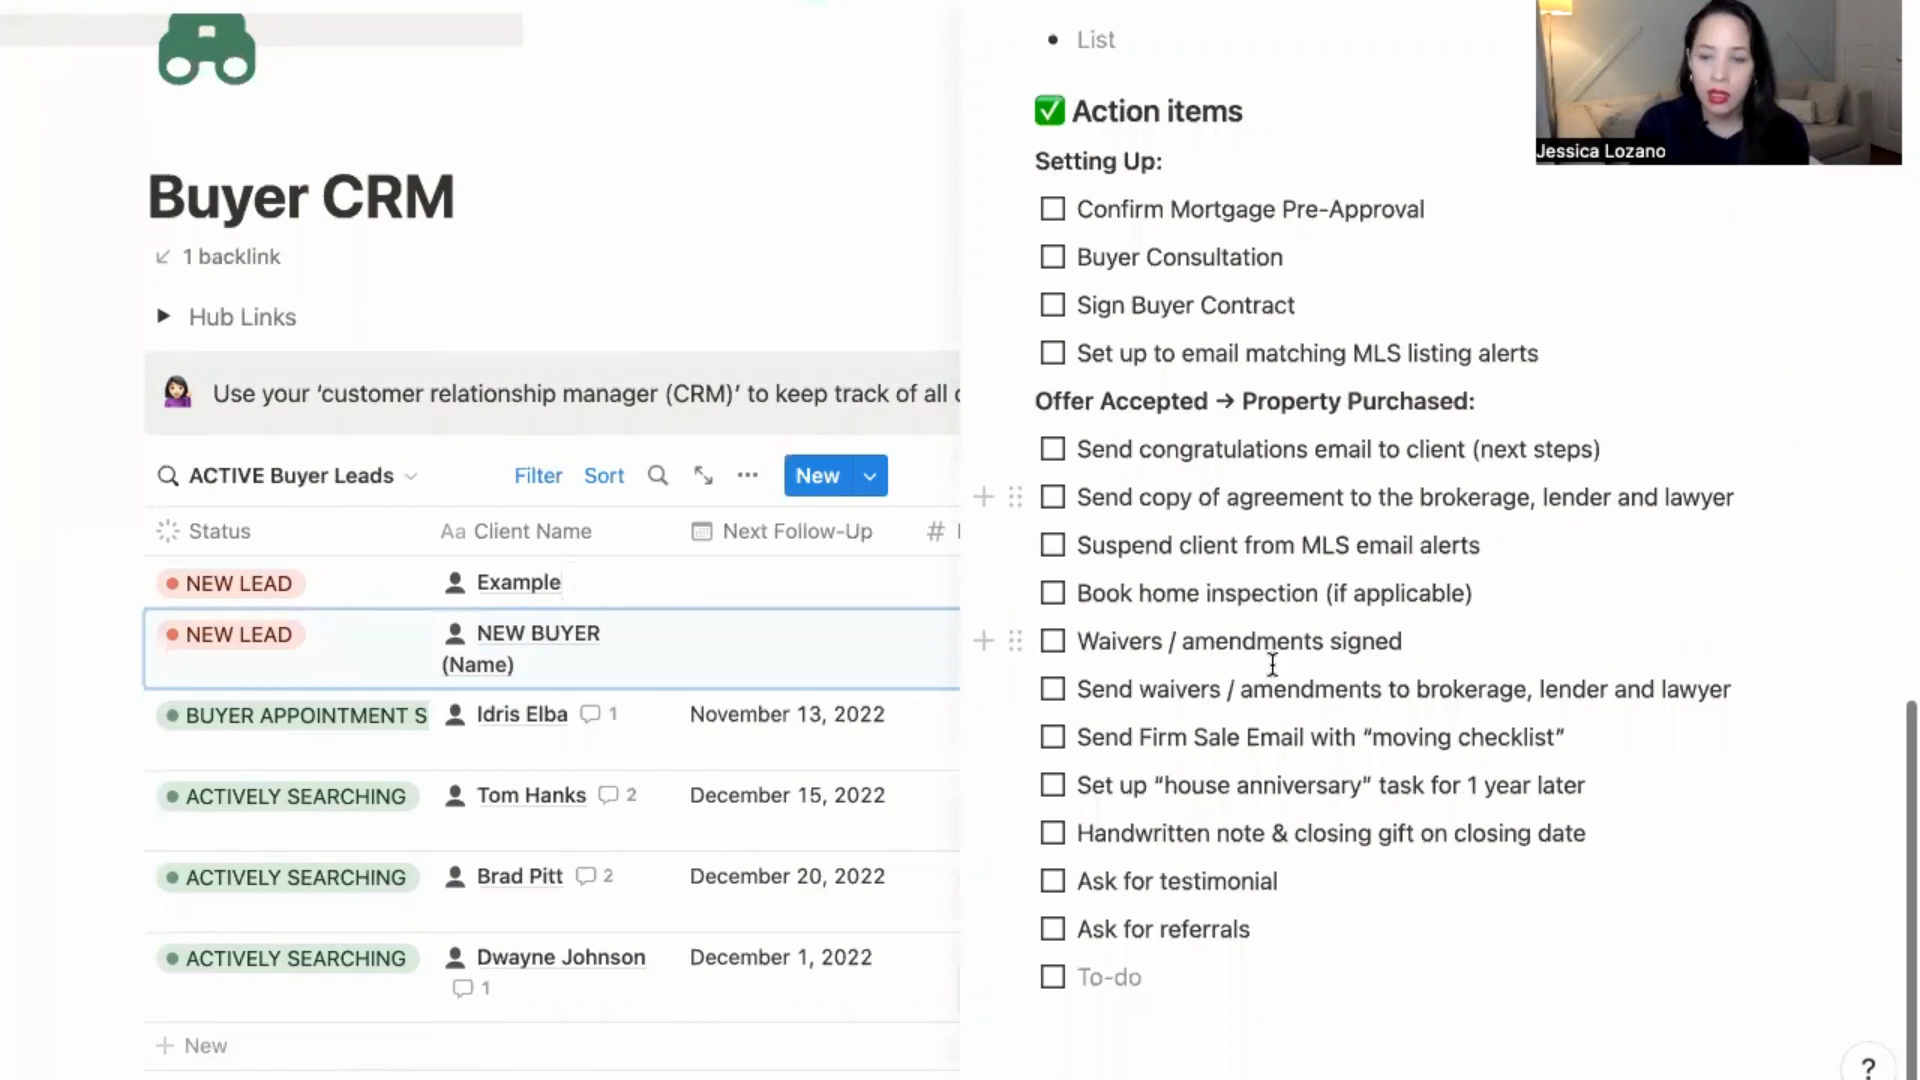 Buyer CRM
1 backlink
Hub Links
Use your ‘customer relationship manager (CRM)’ to keep track of all
ACTIVE Buyer Leads
Filter Sort New
Status Aa Client Name Next Follow-Up #
NEW LEAD Example
NEW LEAD NEW BUYER
(Name)
BUYER APPOINTMENT S Idris Elba 1 November 13, 2022
ACTIVELY SEARCHING Tom Hanks 2 December 15, 2022
ACTIVELY SEARCHING Brad Pitt 2 December 20, 2022
ACTIVELY SEARCHING Dwayne Johnson December 1, 2022
1
+ New
• List
Action items
Setting Up:
Confirm Mortgage Pre-Approval
Buyer Consultation
Sign Buyer Contract
Set up to email matching MLS listing alerts
Offer Accepted → Property Purchased:
Send congratulations email to client (next steps)
Send copy of agreement to the brokerage, lender and lawyer
Suspend client from MLS email alerts
Book home inspection (if applicable)
Waivers / amendments signed
Send waivers / amendments to brokerage, lender and lawyer
Send Firm Sale Email with “moving checklist”
Set up “house anniversary” task for 1 year later
Handwritten note & closing gift on closing date
Ask for testimonial
Ask for referrals
To-do
Jessica Lozano
?